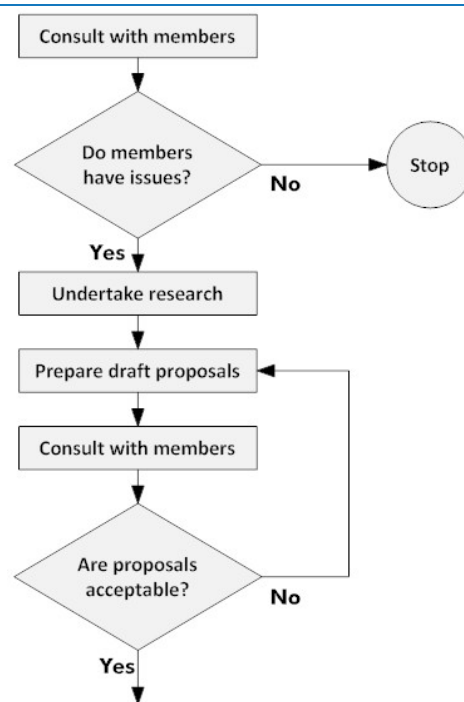 Consult with members
Do members
have issues?
No
Stop
Yes
Undertake research
Prepare draft proposals
Consult with members
Are proposals
acceptable?
No
Yes